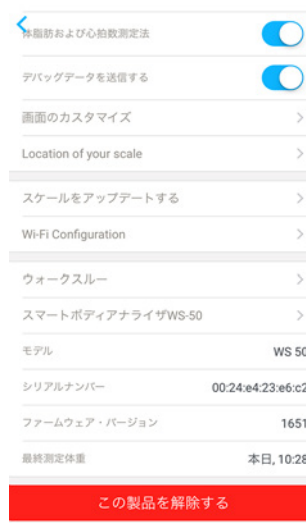 体脂肪および心拍数測定法
デバッグデータを送信する
画面のカスタマイズ
Location of your scale
スケールをアップデートする
Wi-Fi Configuration
ウォークスルー
スマートボディアナライザWS-50
モデル WS 50
シリアルナンバー 00:24:e4:23:e6:c2
ファームウェア・バージョン 1651
最終測定体重 本日, 10:28
この製品を解除する